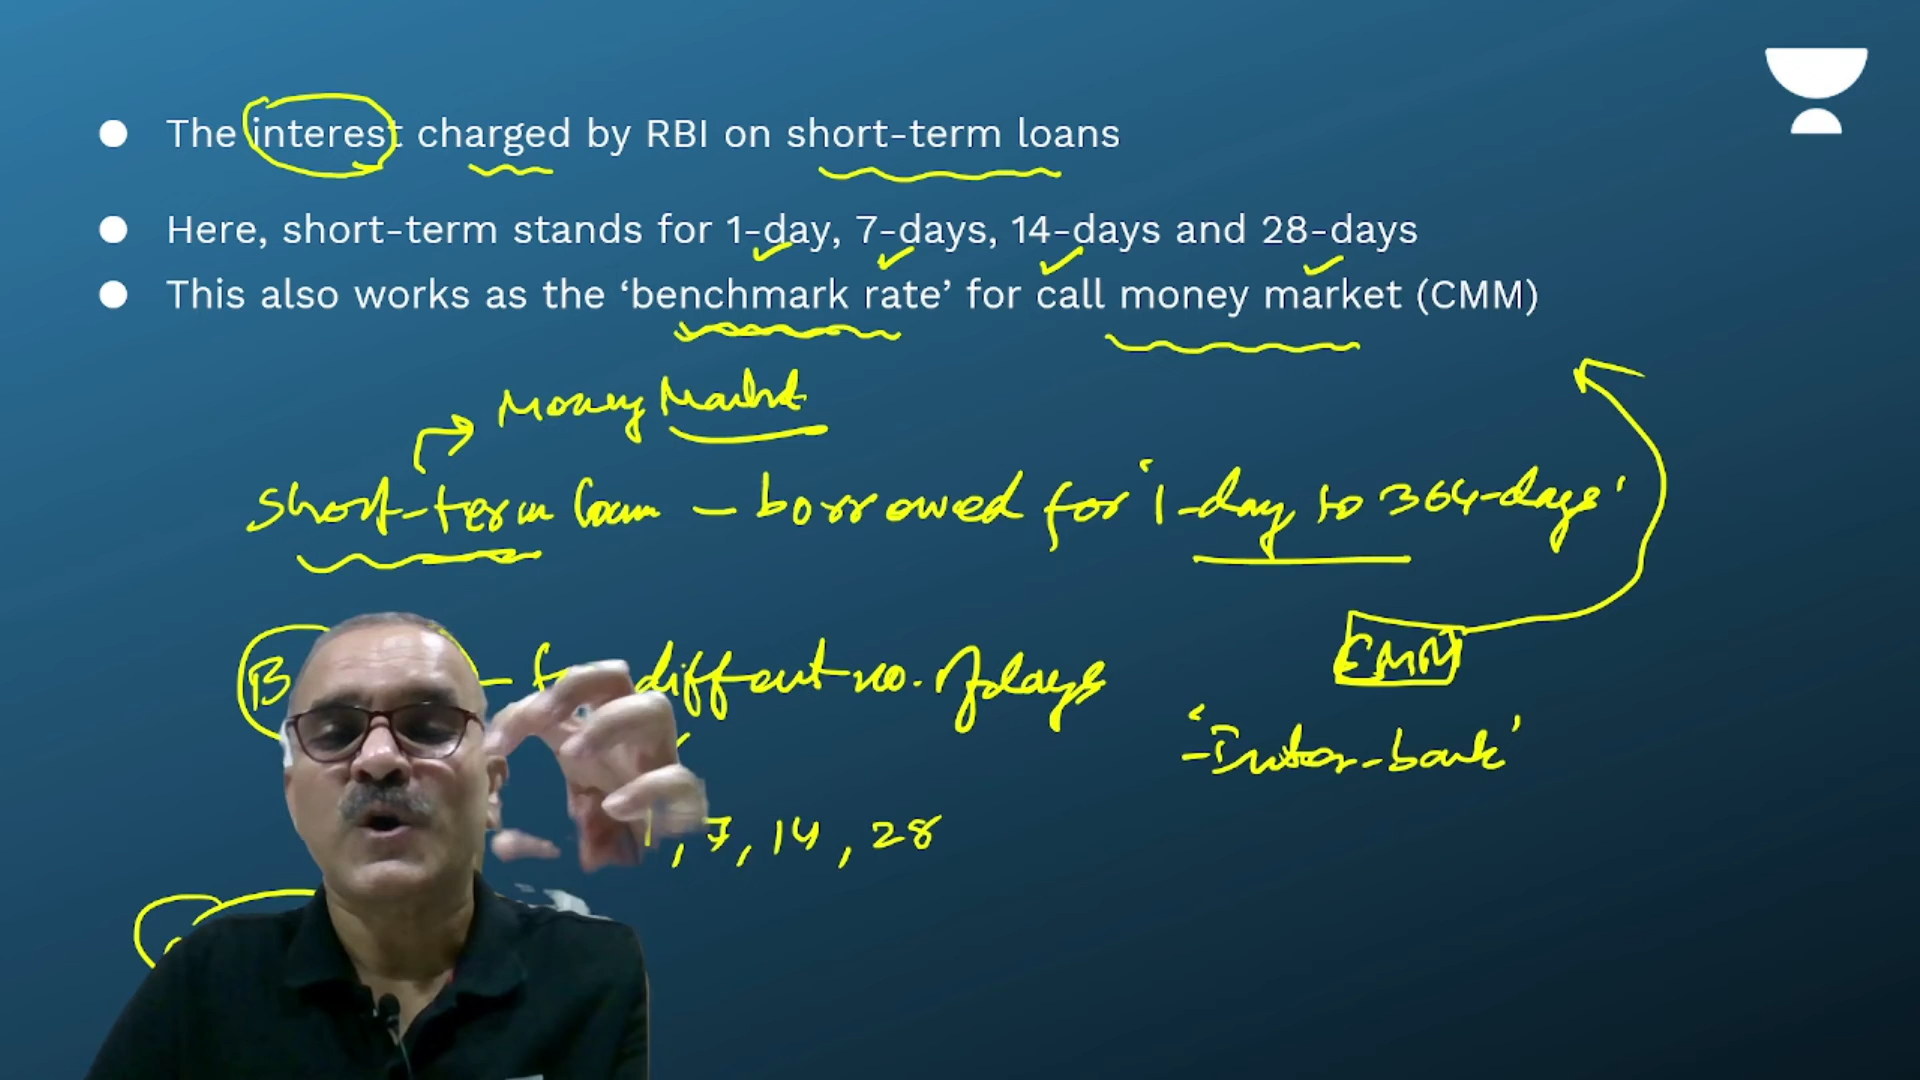 ● The interest charged by RBI on short-term loans
● Here, short-term stands for 1-day, 7-days, 14-days and 28-days
● This also works as the ‘benchmark rate’ for call money market (CMM)
Money Market
Short-term loan – borrowed for '1-day to 364-days'
B – diffent no. of days
CMM
- 'Inter-bank'
1, 7, 14, 28